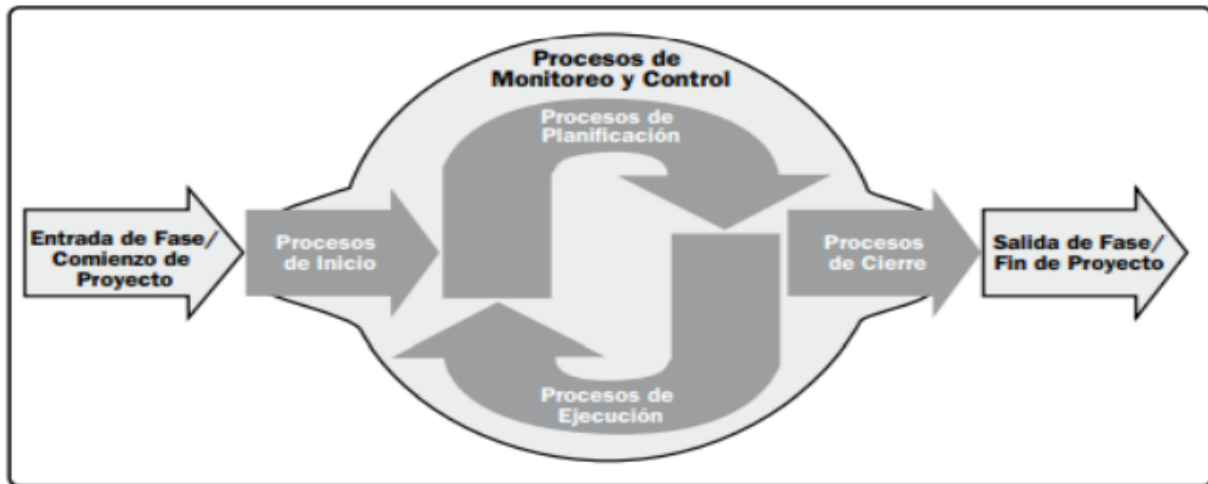 Procesos de
Monitoreo y Control
Procesos de
Planificación
Entrada de Fase/
Comienzo de
Proyecto
Procesos
de Inicio
Procesos
de Cierre
Salida de Fase/
Fin de Proyecto
Procesos de
Ejecución